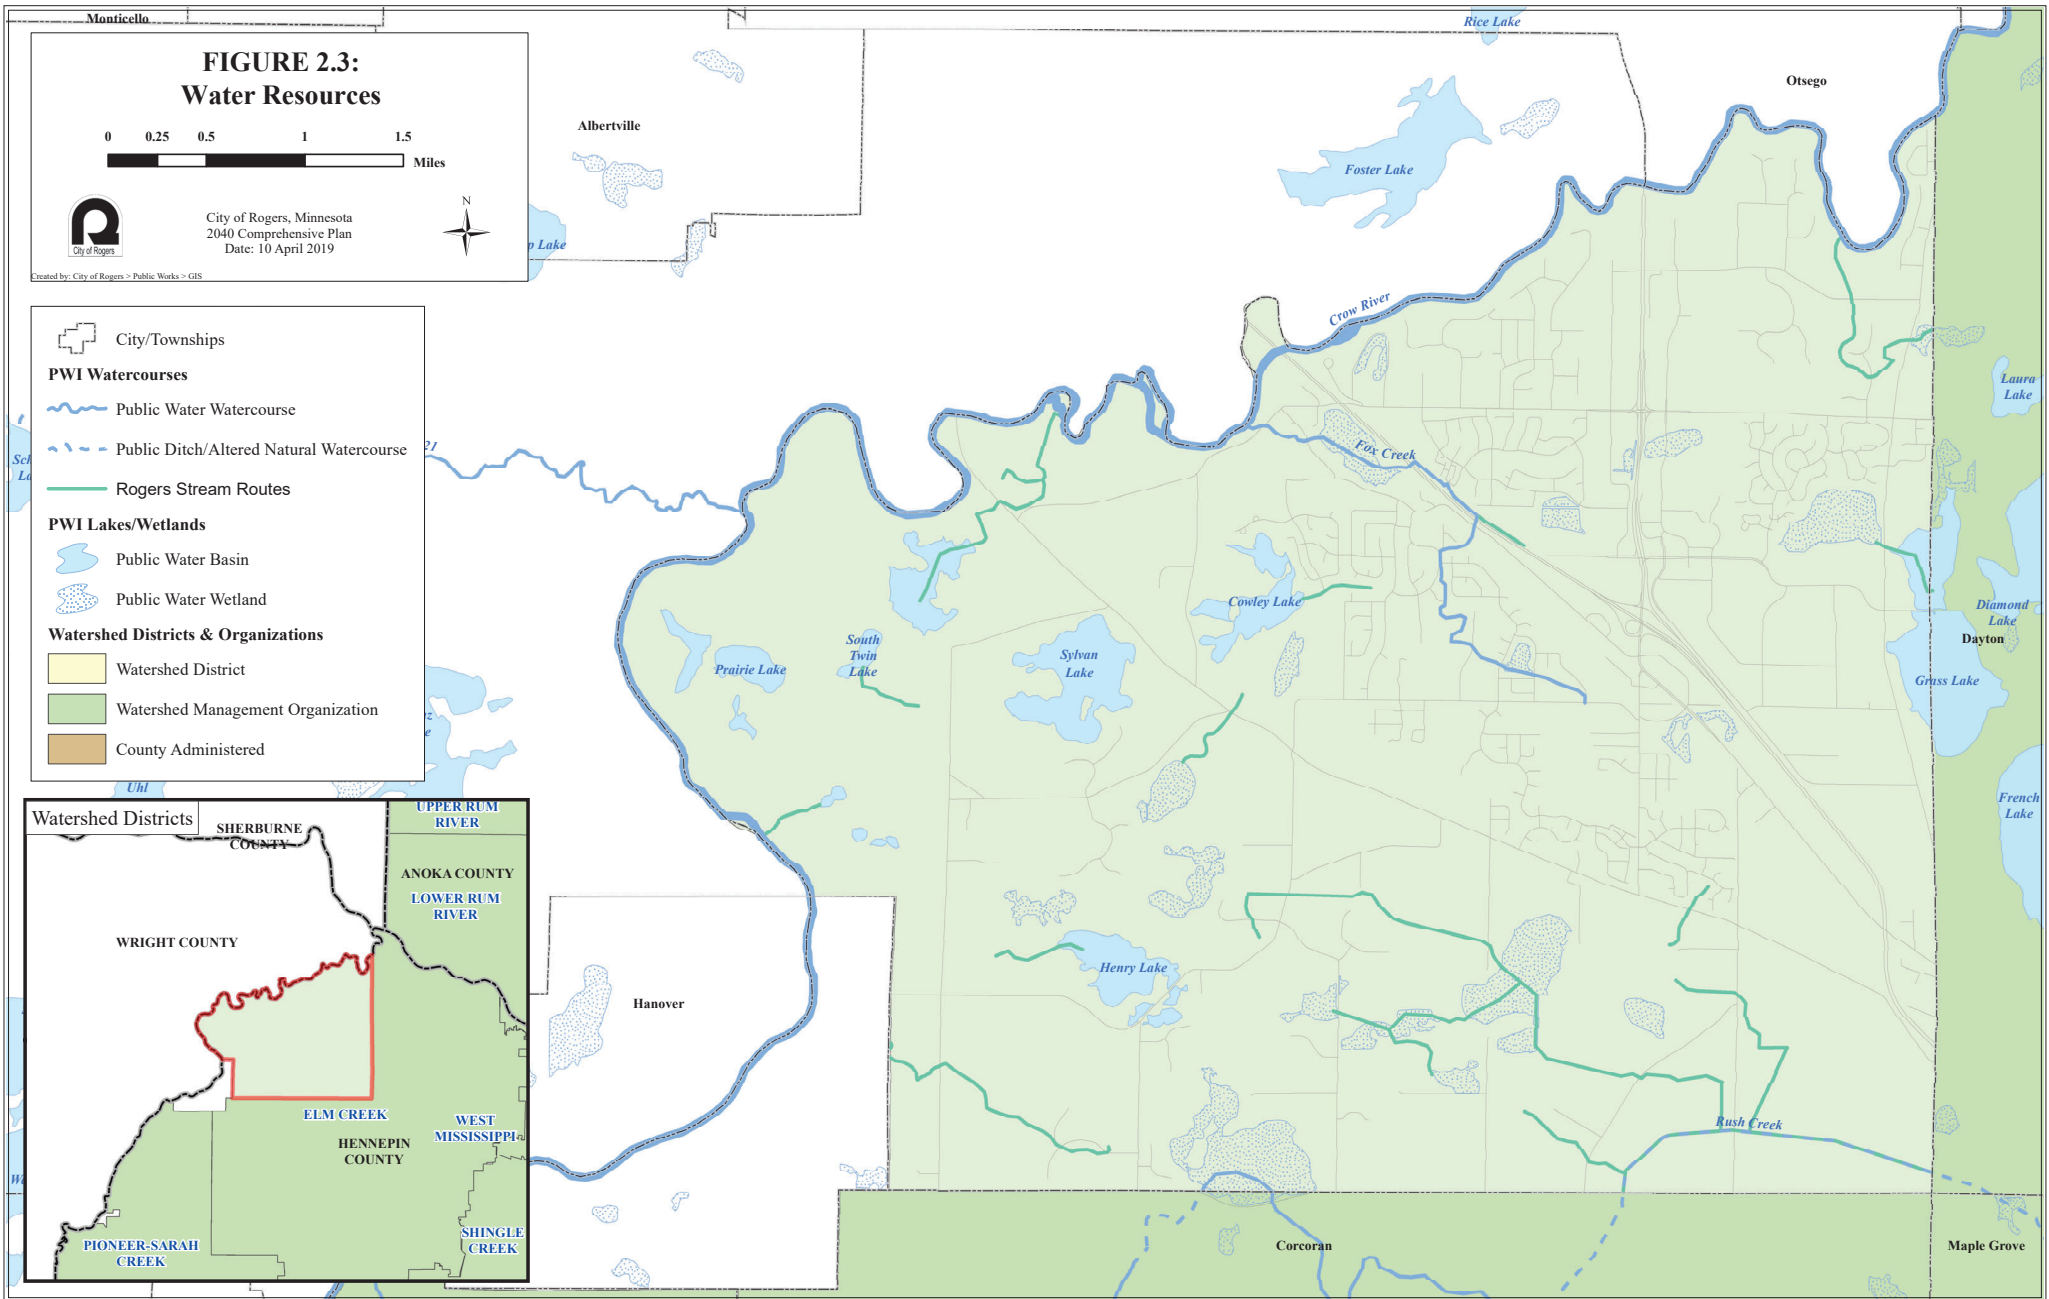 Monticello
FIGURE 2.3:
Water Resources
0 0.25 0.5 1 1.5
Miles
City of Rogers
City of Rogers, Minnesota
2040 Comprehensive Plan
Date: 10 April 2019
N
Created by: City of Rogers > Public Works > GIS
City/Townships
PWI Watercourses
Public Water Watercourse
Public Ditch/Altered Natural Watercourse
Rogers Stream Routes
PWI Lakes/Wetlands
Public Water Basin
Public Water Wetland
Watershed Districts & Organizations
Watershed District
Watershed Management Organization
County Administered
Watershed Districts
SHERBURNE
COUNTY
UPPER RUM
RIVER
ANOKA COUNTY
LOWER RUM
RIVER
WRIGHT COUNTY
ELM CREEK
HENNEPIN
COUNTY
WEST
MISSISSIPPI
PIONEER-SARAH
CREEK
SHINGLE
CREEK
Uhl
Albertville
Lake
21
Rice Lake
Otsego
Foster Lake
Crow River
Fox Creek
Laura
Lake
Diamond
Lake
Dayton
Grass Lake
French
Lake
Cowley Lake
Sylvan
Lake
South
Twin
Lake
Prairie Lake
Henry Lake
Hanover
Rush Creek
Corcoran
Maple Grove